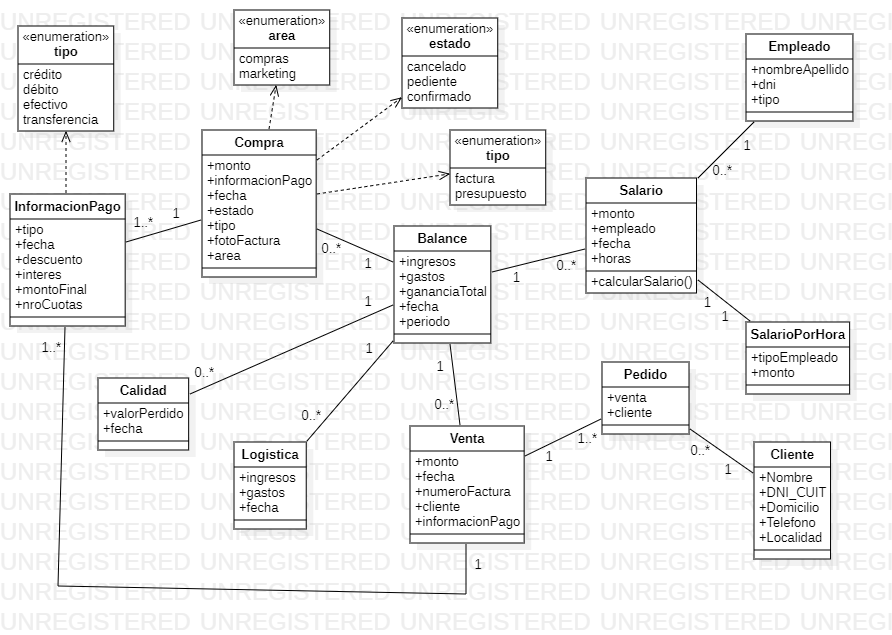 «enumeration»
tipo
crédito
débito
efectivo
transferencia
«enumeration»
area
compras
marketing
«enumeration»
estado
cancelado
pediente
confirmado
«enumeration»
tipo
factura
presupuesto
Empleado
+nombreApellido
+dni
+tipo
1
0..*
Compra
+monto
+informacionPago
+fecha
+estado
+tipo
+fotoFactura
+area
InformacionPago
+tipo
+fecha
+descuento
+interes
+montoFinal
+nroCuotas
1..*
1
0..*
1
Balance
+ingresos
+gastos
+gananciaTotal
+fecha
+periodo
1
0..*
Salario
+monto
+empleado
+fecha
+horas
+calcularSalario()
1
1
SalarioPorHora
+tipoEmpleado
+monto
1
0..*
1
0..*
1
0..*
1..*
Calidad
+valorPerdido
+fecha
Logistica
+ingresos
+gastos
+fecha
Venta
+monto
+fecha
+numeroFactura
+cliente
+informacionPago
1
1
1..*
Pedido
+venta
+cliente
0..*
1
Cliente
+Nombre
+DNI_CUIT
+Domicilio
+Telefono
+Localidad
UNREGISTERED UNREGISTERED UNREGISTERED UNREGISTERED